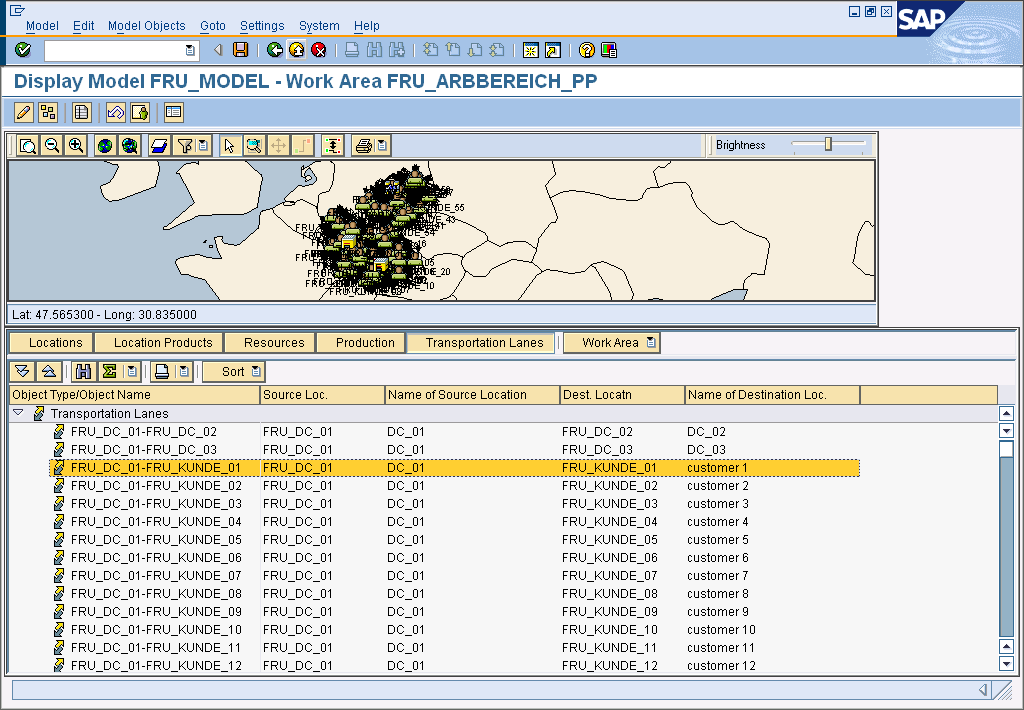 Model Edit Model Objects Goto Settings System Help
SAP
Display Model FRU_MODEL - Work Area FRU_ARBBEREICH_PP
Brightness
Lat: 47.565300 - Long: 30.835000
Locations Location Products Resources Production Transportation Lanes Work Area
Sort
Object Type/Object Name Source Loc. Name of Source Location Dest. Locatn Name of Destination Loc.
Transportation Lanes
FRU_DC_01-FRU_DC_02 FRU_DC_01 DC_01 FRU_DC_02 DC_02
FRU_DC_01-FRU_DC_03 FRU_DC_01 DC_01 FRU_DC_03 DC_03
FRU_DC_01-FRU_KUNDE_01 FRU_DC_01 DC_01 FRU_KUNDE_01 customer 1
FRU_DC_01-FRU_KUNDE_02 FRU_DC_01 DC_01 FRU_KUNDE_02 customer 2
FRU_DC_01-FRU_KUNDE_03 FRU_DC_01 DC_01 FRU_KUNDE_03 customer 3
FRU_DC_01-FRU_KUNDE_04 FRU_DC_01 DC_01 FRU_KUNDE_04 customer 4
FRU_DC_01-FRU_KUNDE_05 FRU_DC_01 DC_01 FRU_KUNDE_05 customer 5
FRU_DC_01-FRU_KUNDE_06 FRU_DC_01 DC_01 FRU_KUNDE_06 customer 6
FRU_DC_01-FRU_KUNDE_07 FRU_DC_01 DC_01 FRU_KUNDE_07 customer 7
FRU_DC_01-FRU_KUNDE_08 FRU_DC_01 DC_01 FRU_KUNDE_08 customer 8
FRU_DC_01-FRU_KUNDE_09 FRU_DC_01 DC_01 FRU_KUNDE_09 customer 9
FRU_DC_01-FRU_KUNDE_10 FRU_DC_01 DC_01 FRU_KUNDE_10 customer 10
FRU_DC_01-FRU_KUNDE_11 FRU_DC_01 DC_01 FRU_KUNDE_11 customer 11
FRU_DC_01-FRU_KUNDE_12 FRU_DC_01 DC_01 FRU_KUNDE_12 customer 12